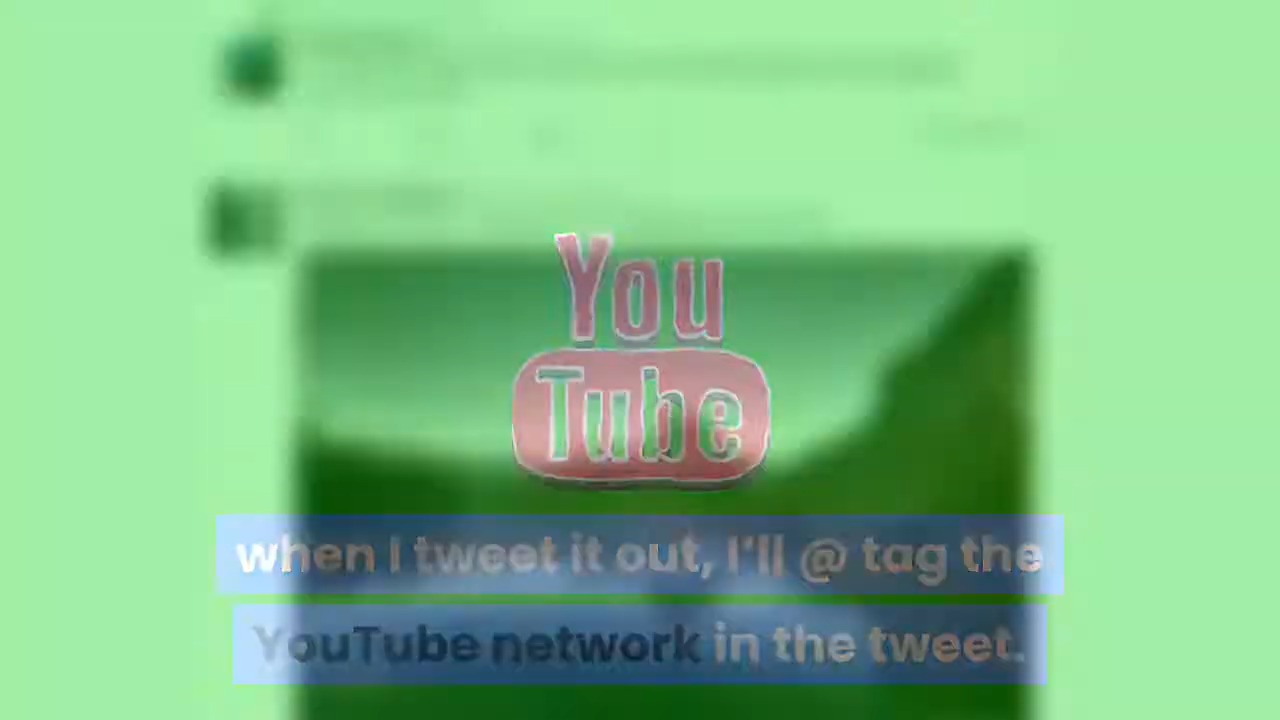 You
Tube
when I tweet it out, I'll @ tag the
YouTube network in the tweet.